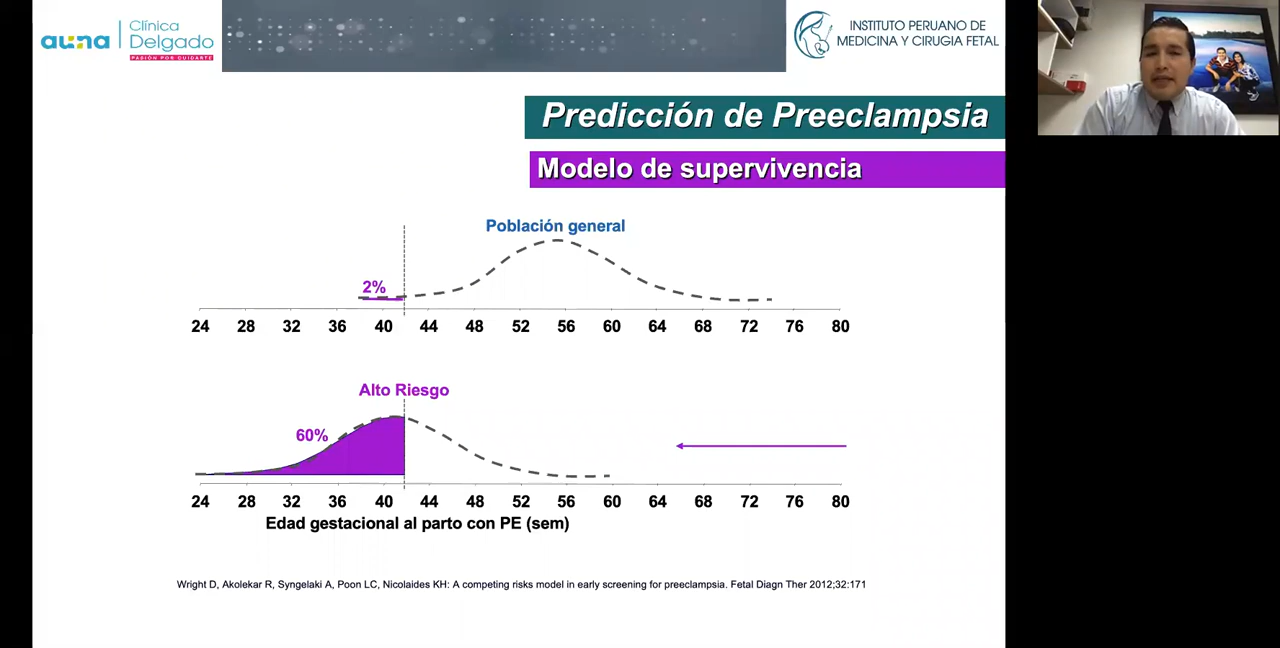 auna
Clínica
Delgado
PASIÓN POR CUIDARTE
INSTITUTO PERUANO DE
MEDICINA Y CIRUGIA FETAL
Predicción de Preeclampsia
Modelo de supervivencia
Población general
2%
24 28 32 36 40 44 48 52 56 60 64 68 72 76 80
Alto Riesgo
60%
24 28 32 36 40 44 48 52 56 60 64 68 72 76 80
Edad gestacional al parto con PE (sem)
Wright D, Akolekar R, Syngelaki A, Poon LC, Nicolaides KH: A competing risks model in early screening for preeclampsia. Fetal Diagn Ther 2012;32:171